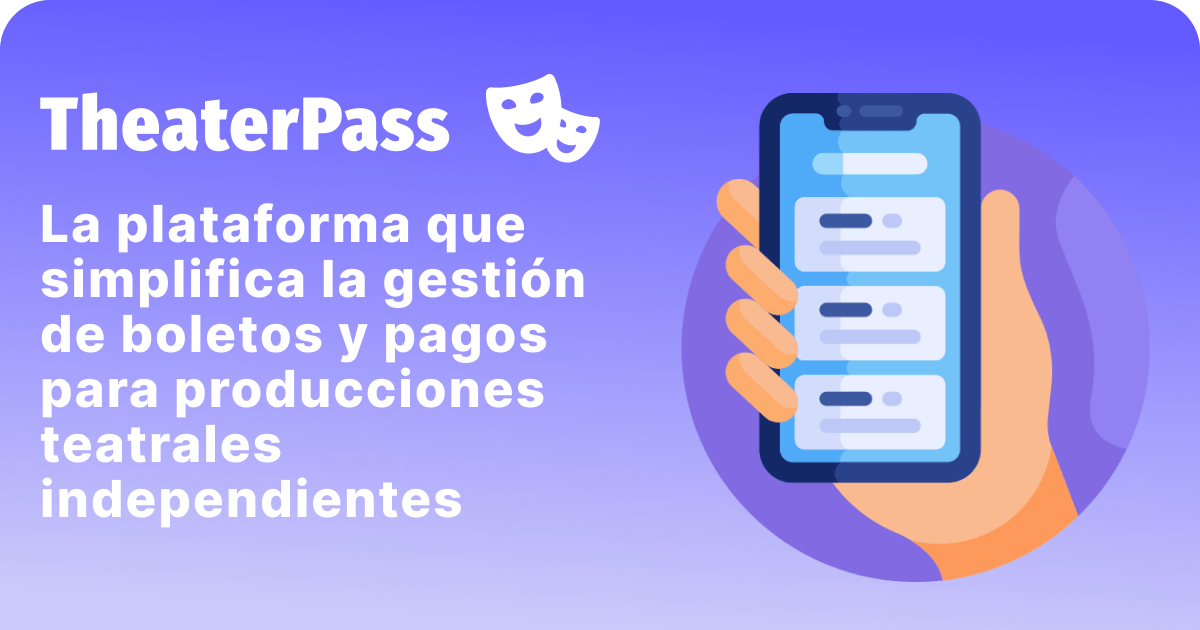 TheaterPass
La plataforma que
simplifica la gestión
de boletos y pagos
para producciones
teatrales
independientes